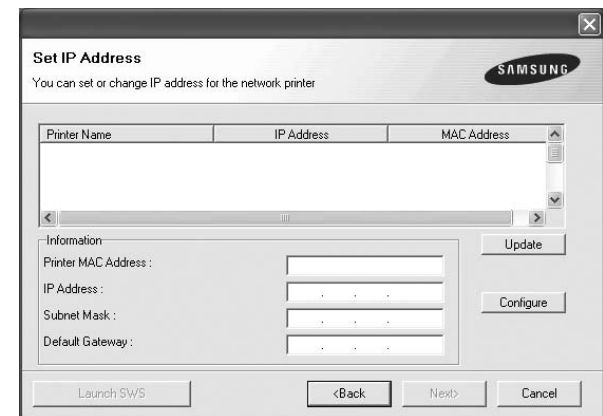 Set IP Address
You can set or change IP address for the network printer
SAMSUNG
Printer Name IP Address MAC Address
Information
Update
Printer MAC Address :
IP Address : . . .
Configure
Subnet Mask : . . .
Default Gateway : . . .
Launch SWS <Back Next> Cancel